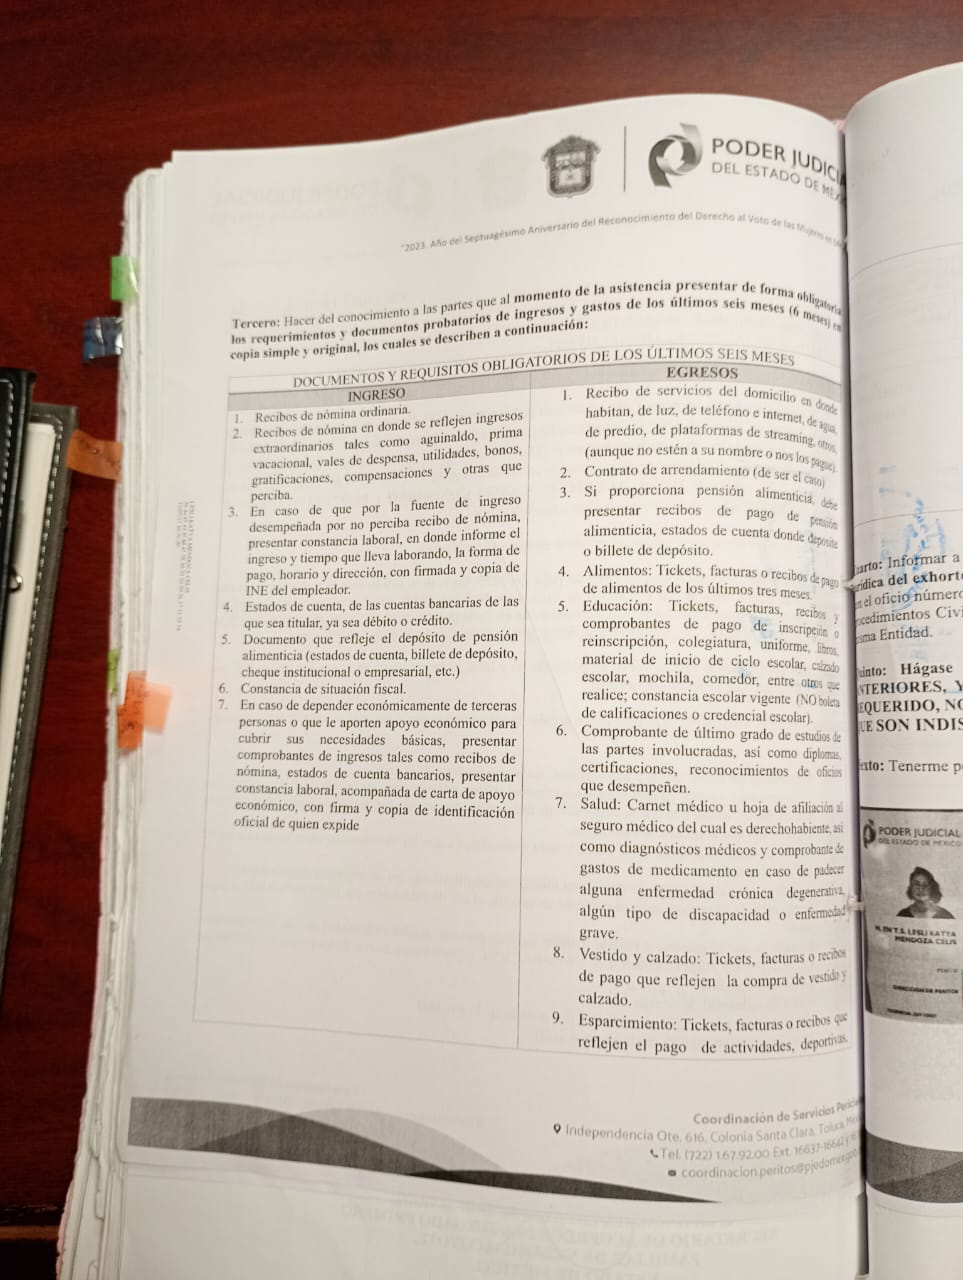 PODER JUDIC
DEL ESTADO DE MÉX
"2023. Año del Septuagésimo Aniversario del Reconocimiento del Derecho al Voto de las Mujeres en
Tercero: Hacer del conocimiento a las partes que al momento de la asistencia presentar de forma obligatoria
los requerimientos y documentos probatorios de ingresos y gastos de los últimos seis meses (6 meses) en
copia simple y original, los cuales se describen a continuación:
DOCUMENTOS Y REQUISITOS OBLIGATORIOS DE LOS ÚLTIMOS SEIS MESES
INGRESO
1. Recibos de nómina ordinaria.
2. Recibos de nómina en donde se reflejen ingresos
extraordinarios tales como aguinaldo, prima
vacacional, vales de despensa, utilidades, bonos,
gratificaciones, compensaciones y otras que
perciba.
3. En caso de que por la fuente de ingreso
desempeñada por no perciba recibo de nómina,
presentar constancia laboral, en donde informe el
ingreso y tiempo que lleva laborando, la forma de
pago, horario y dirección, con firmada y copia de
INE del empleador.
4. Estados de cuenta, de las cuentas bancarias de las
que sea titular, ya sea débito o crédito.
5. Documento que refleje el depósito de pensión
alimenticia (estados de cuenta, billete de depósito,
cheque institucional o empresarial, etc.)
6. Constancia de situación fiscal.
7. En caso de depender económicamente de terceras
personas o que le aporten apoyo económico para
cubrir sus necesidades básicas, presentar
comprobantes de ingresos tales como recibos de
nómina, estados de cuenta bancarios, presentar
constancia laboral, acompañada de carta de apoyo
económico, con firma y copia de identificación
oficial de quien expide
EGRESOS
1. Recibo de servicios del domicilio en donde
habitan, de luz, de teléfono e internet, de agua,
de predio, de plataformas de streaming, otros,
(aunque no estén a su nombre o nos los pague).
2. Contrato de arrendamiento (de ser el caso)
3. Si proporciona pensión alimenticia, debe
presentar recibos de pago de pensión
alimenticia, estados de cuenta donde deposite
o billete de depósito.
4. Alimentos: Tickets, facturas o recibos de pago
de alimentos de los últimos tres meses.
5. Educación: Tickets, facturas, recibos y
comprobantes de pago de inscripción o
reinscripción, colegiatura, uniforme, libros,
material de inicio de ciclo escolar, calzado
escolar, mochila, comedor, entre otros que
realice; constancia escolar vigente (NO boleta
de calificaciones o credencial escolar).
6. Comprobante de último grado de estudios de
las partes involucradas, así como diplomas,
certificaciones, reconocimientos de oficios
que desempeñen.
7. Salud: Carnet médico u hoja de afiliación al
seguro médico del cual es derechohabiente, así
como diagnósticos médicos y comprobante de
gastos de medicamento en caso de padecer
alguna enfermedad crónica degenerativa,
algún tipo de discapacidad o enfermedad
grave.
8. Vestido y calzado: Tickets, facturas o recibos
de pago que reflejen la compra de vestido y
calzado.
9. Esparcimiento: Tickets, facturas o recibos que
reflejen el pago de actividades, deportivas,
Coordinación de Servicios Pericia
Independencia Ote. 616, Colonia Santa Clara, Toluca,
Tel. (722) 1.67.92.00 Ext. 16637-16642
coordinacion.peritos@pjedomex.gob
arto: Informar a
urídica del exhort
en el oficio número
ocedimientos Civi
isma Entidad.
uinto: Hágase
NTERIORES, Y
EQUERIDO, NO
UE SON INDIS
exto: Tenerme p
PODER JUDICIAL
DEL ESTADO DE MÉXICO
M. EN T.S. LESLI KATYA
MENDOZA CELIS
DIRECCIÓN DE PERITOS